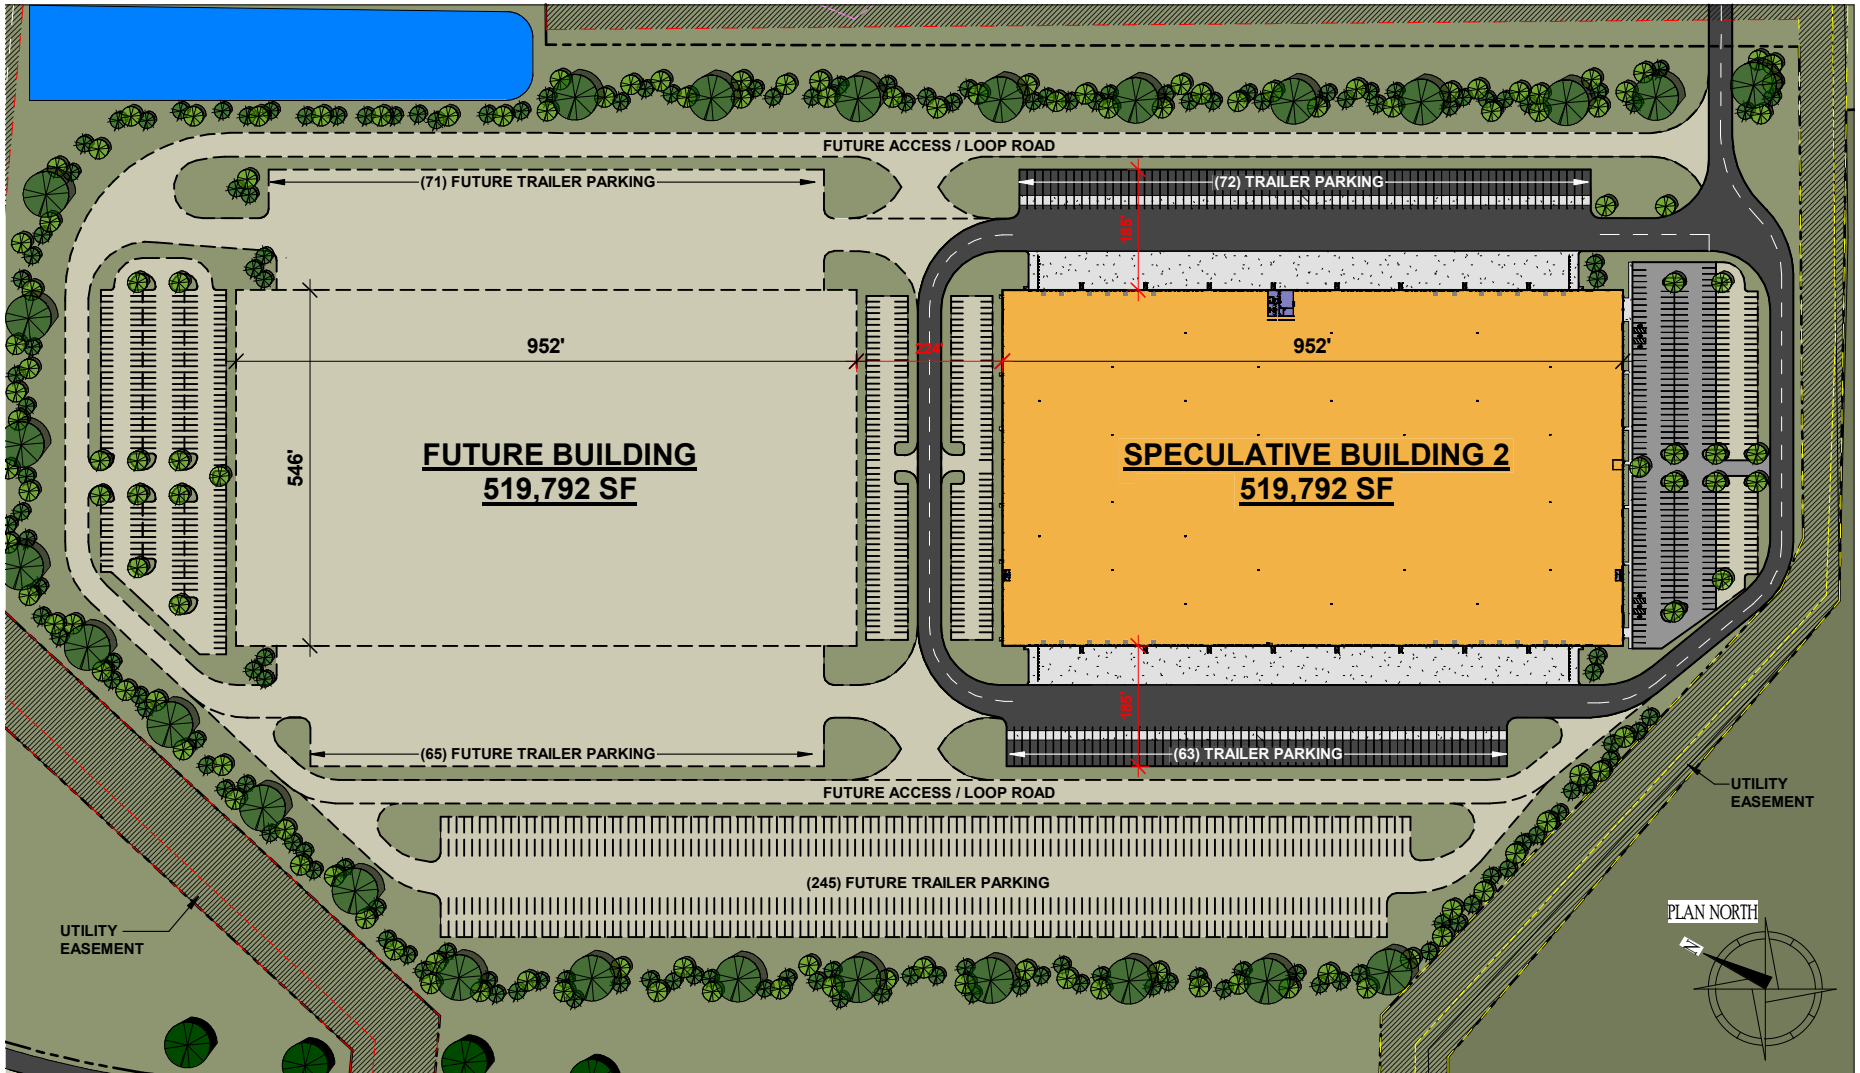 FUTURE ACCESS / LOOP ROAD
(71) FUTURE TRAILER PARKING
(72) TRAILER PARKING
185'
952'
224'
952'
546'
FUTURE BUILDING
519,792 SF
SPECULATIVE BUILDING 2
519,792 SF
185'
(65) FUTURE TRAILER PARKING
(63) TRAILER PARKING
FUTURE ACCESS / LOOP ROAD
UTILITY
EASEMENT
(245) FUTURE TRAILER PARKING
UTILITY
EASEMENT
PLAN NORTH
N